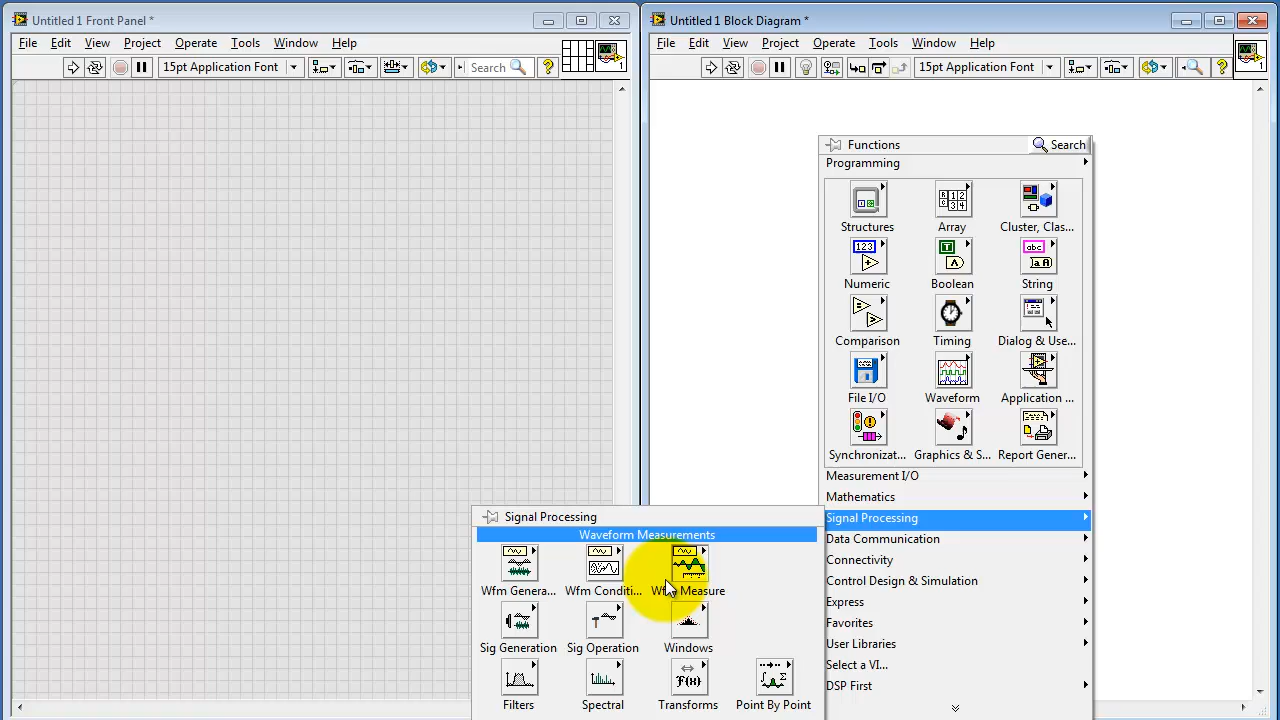 Untitled 1 Front Panel *
File Edit View Project Operate Tools Window Help
15pt Application Font
Search
?
1
Untitled 1 Block Diagram *
File Edit View Project Operate Tools Window Help
15pt Application Font
?
1
Functions
Search
Programming
Structures Array Cluster, Clas...
Numeric Boolean String
Comparison Timing Dialog & Use...
File I/O Waveform Application ...
Synchronizat... Graphics & S... Report Gener...
Measurement I/O
Mathematics
Signal Processing
Data Communication
Connectivity
Control Design & Simulation
Express
Favorites
User Libraries
Select a VI...
DSP First
Signal Processing
Waveform Measurements
Wfm Genera... Wfm Conditi... Wfm Measure
Sig Generation Sig Operation Windows
Filters Spectral Transforms Point By Point